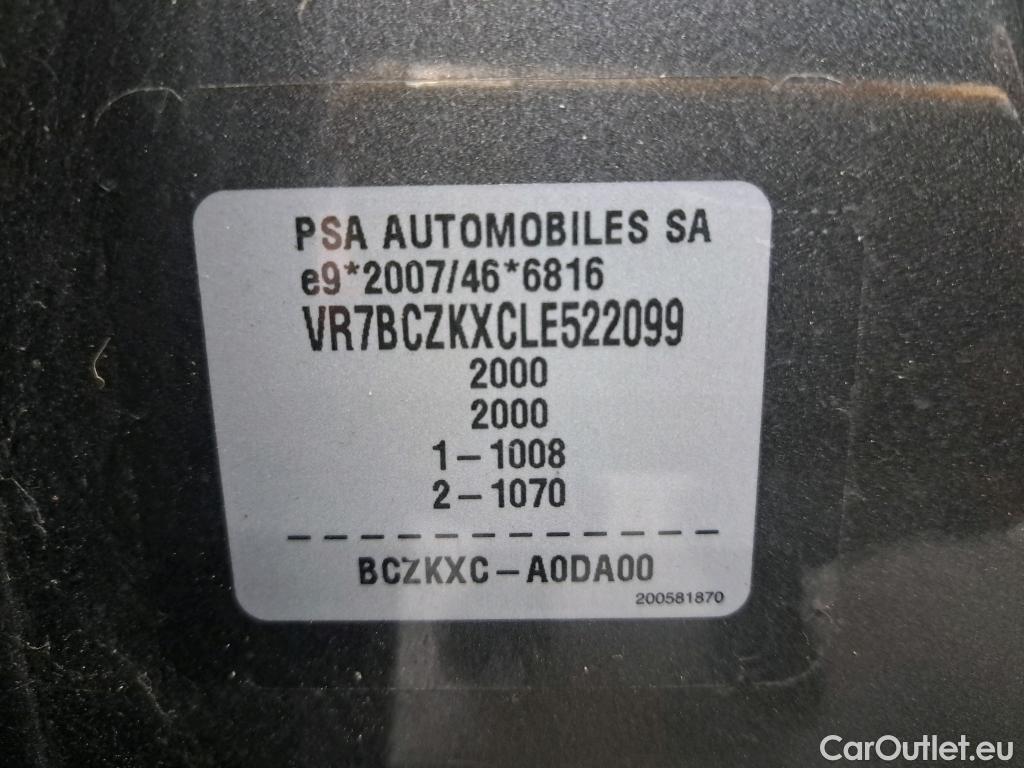 PSA AUTOMOBILES SA
e9*2007/46*6816
VR7BCZKXCLE522099
2000
2000
1-1008
2-1070
BCZKXC-A0DA00
200581870
CarOutlet.eu